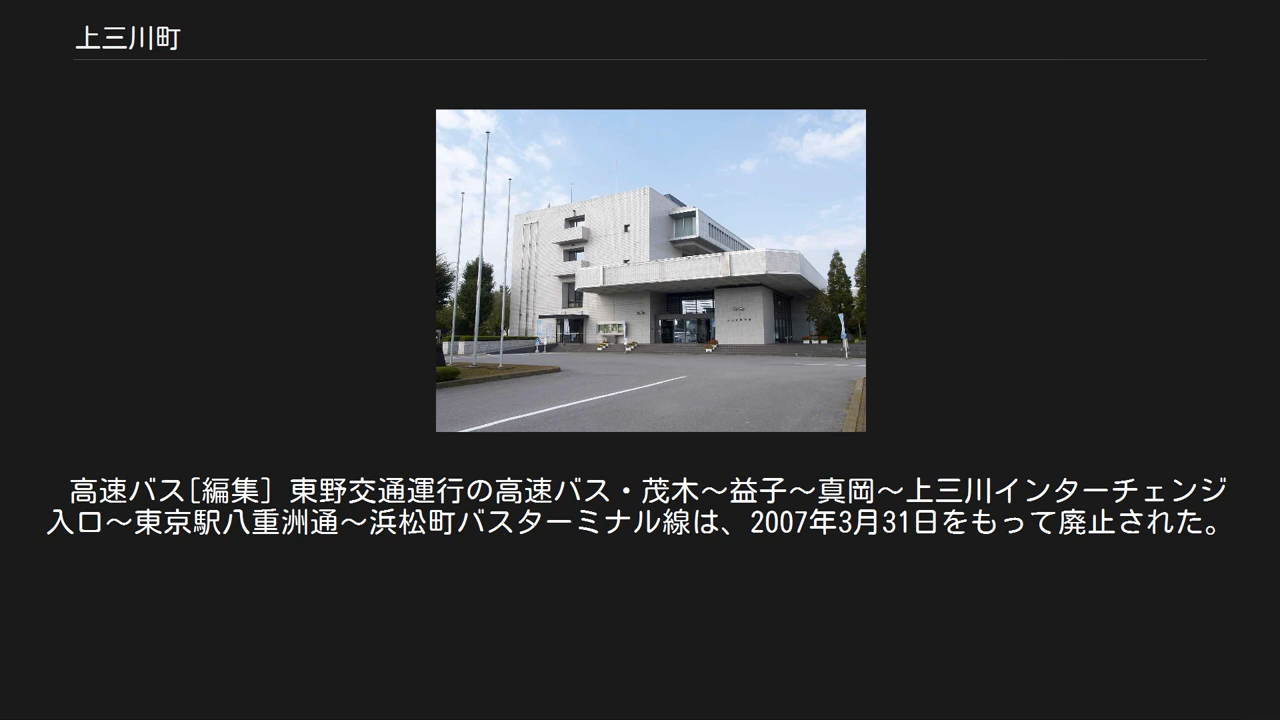 上三川町
高速バス[編集] 東野交通運行の高速バス・茂木〜益子〜真岡〜上三川インターチェンジ
入口〜東京駅八重洲通〜浜松町バスターミナル線は、2007年3月31日をもって廃止された。